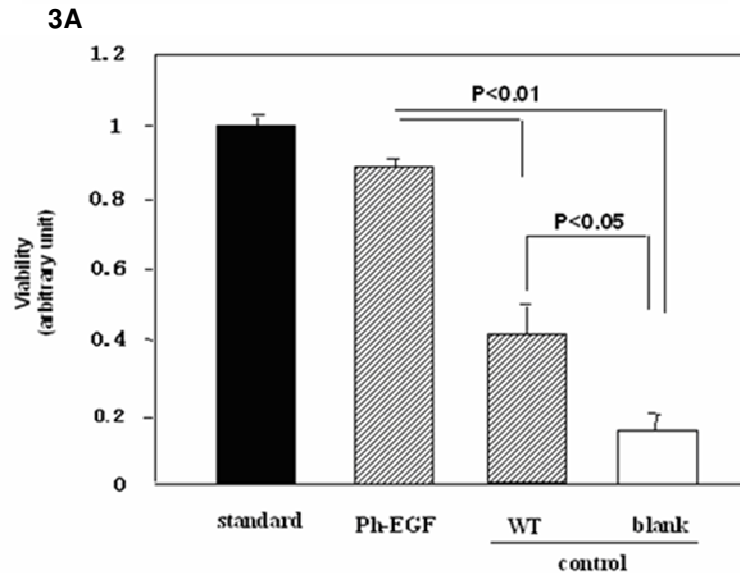 3A
1.2
1
0.8
0.6
0.4
0.2
0
Viability
(arbitrary unit)
P<0.01
P<0.05
standard
Ph-EGF
WT
blank
control